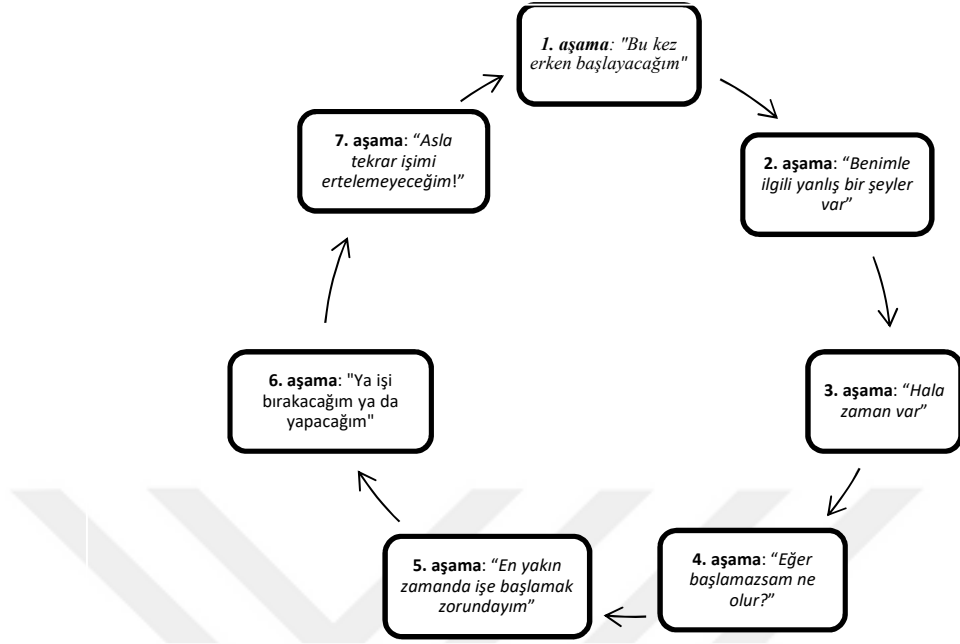 1. aşama: "Bu kez
erken başlayacağım"
2. aşama: “Benimle
ilgili yanlış bir şeyler
var”
3. aşama: “Hala
zaman var”
4. aşama: “Eğer
başlamazsam ne
olur?”
5. aşama: “En yakın
zamanda işe başlamak
zorundayım”
6. aşama: "Ya işi
bırakacağım ya da
yapacağım"
7. aşama: “Asla
tekrar işimi
ertelemeyeceğim!”